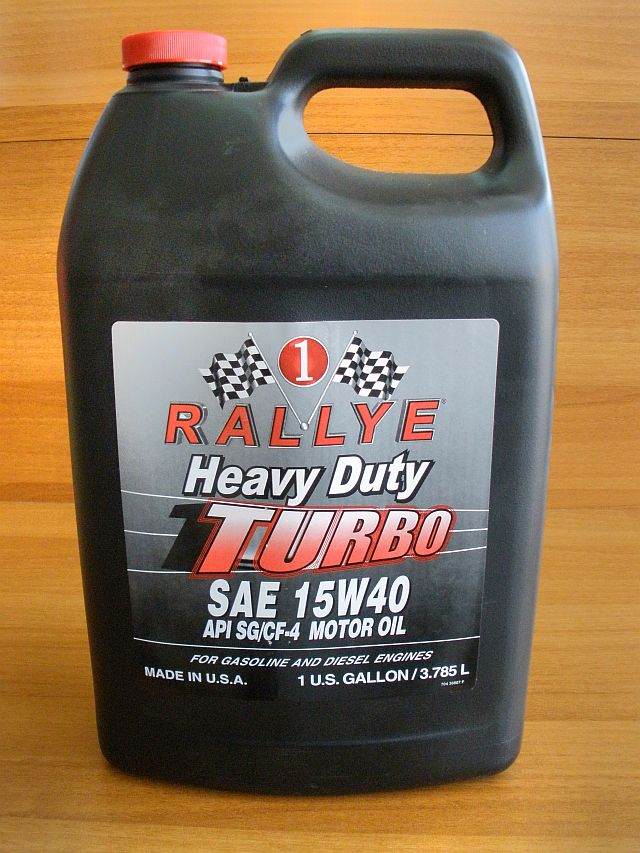 1
RALLYE®
Heavy Duty
TURBO
SAE 15W40
API SG/CF-4 MOTOR OIL
FOR GASOLINE AND DIESEL ENGINES
MADE IN U.S.A. 1 U.S. GALLON / 3.785 L